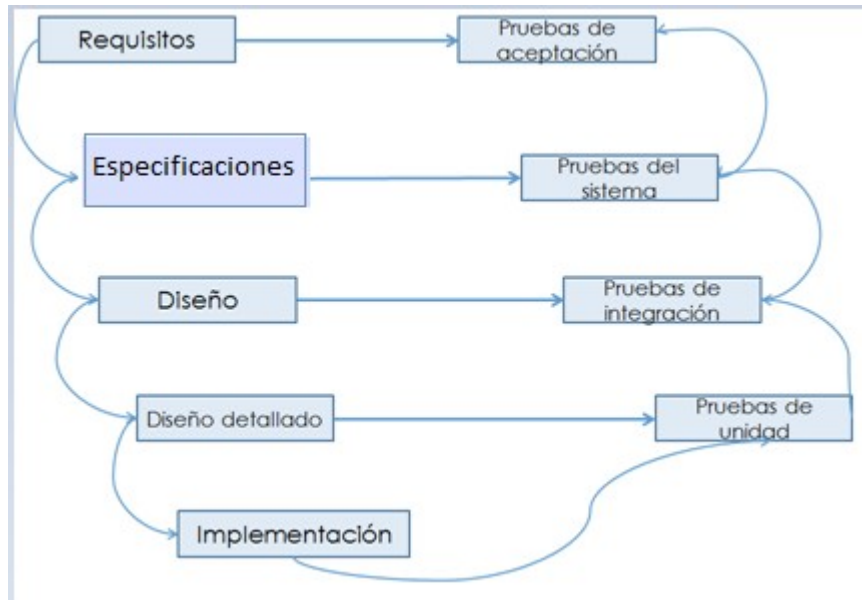 Requisitos
Pruebas de
aceptación
Especificaciones
Pruebas del
sistema
Diseño
Pruebas de
integración
Diseño detallado
Pruebas de
unidad
Implementación